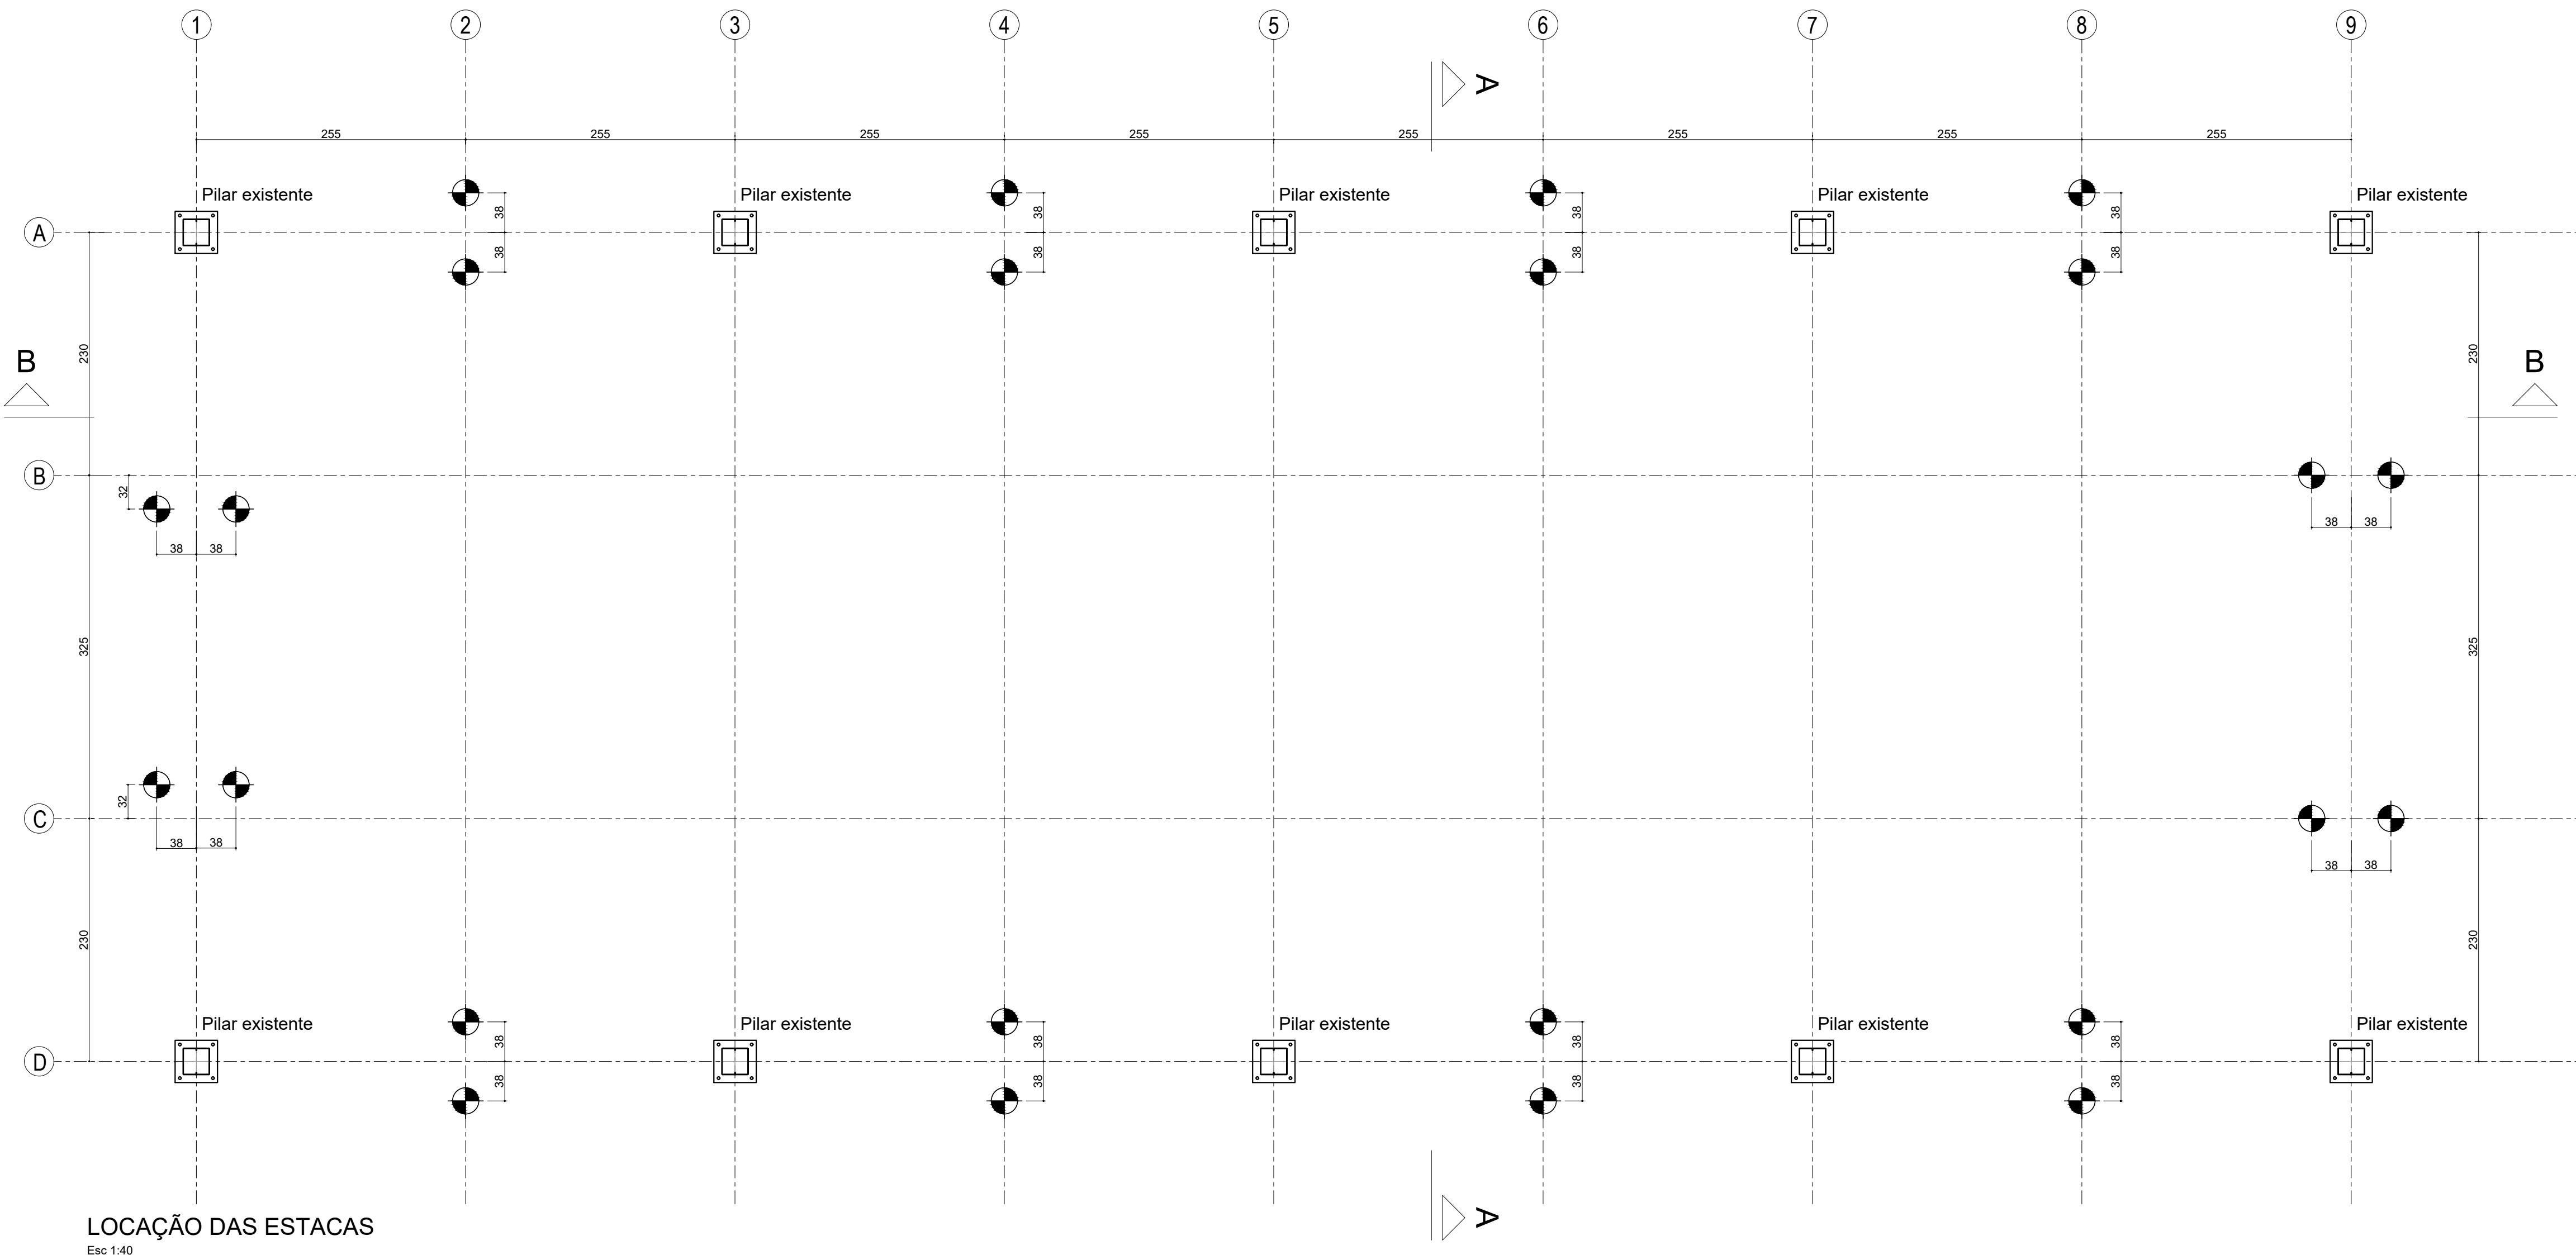 1 2 3 4 5 6 7 8 9
A
255 255 255 255 255 255 255 255
Pilar existente Pilar existente Pilar existente Pilar existente Pilar existente
38 38 38 38
A
38 38 38 38
B 230 230 B
B
32
38 38
38 38
325 325
32
C
38 38
38 38
230 230
Pilar existente Pilar existente Pilar existente Pilar existente Pilar existente
38 38 38 38
D
38 38 38 38
A
LOCAÇÃO DAS ESTACAS
Esc 1:40